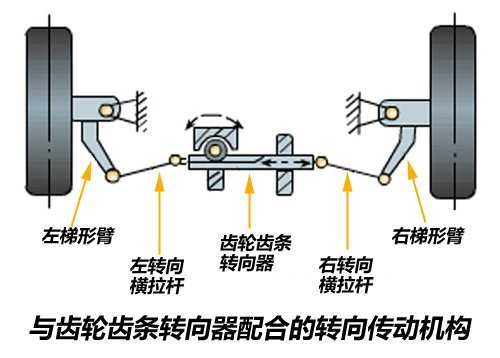 左梯形臂
左转向
横拉杆
齿轮齿条
转向器
右转向
横拉杆
右梯形臂
与齿轮齿条转向器配合的转向传动机构